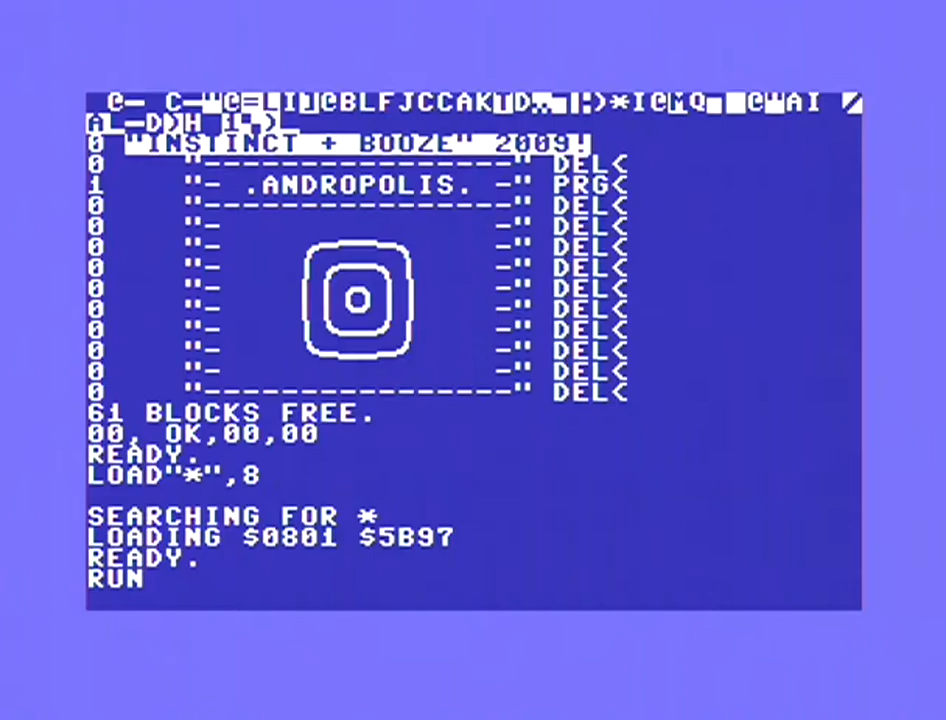 0 "INSTINCT + BOOZE" 2009!
0 "-----------------" DEL<
1 "- .ANDROPOLIS. -" PRG<
0 "-----------------" DEL<
0 "- -" DEL<
0 "- -" DEL<
0 "- -" DEL<
0 "- -" DEL<
0 "- -" DEL<
0 "- -" DEL<
0 "- -" DEL<
0 "- -" DEL<
0 "-----------------" DEL<
61 BLOCKS FREE.
00, OK,00,00
READY.
LOAD"*",8
SEARCHING FOR *
LOADING $0801 $5B97
READY.
RUN